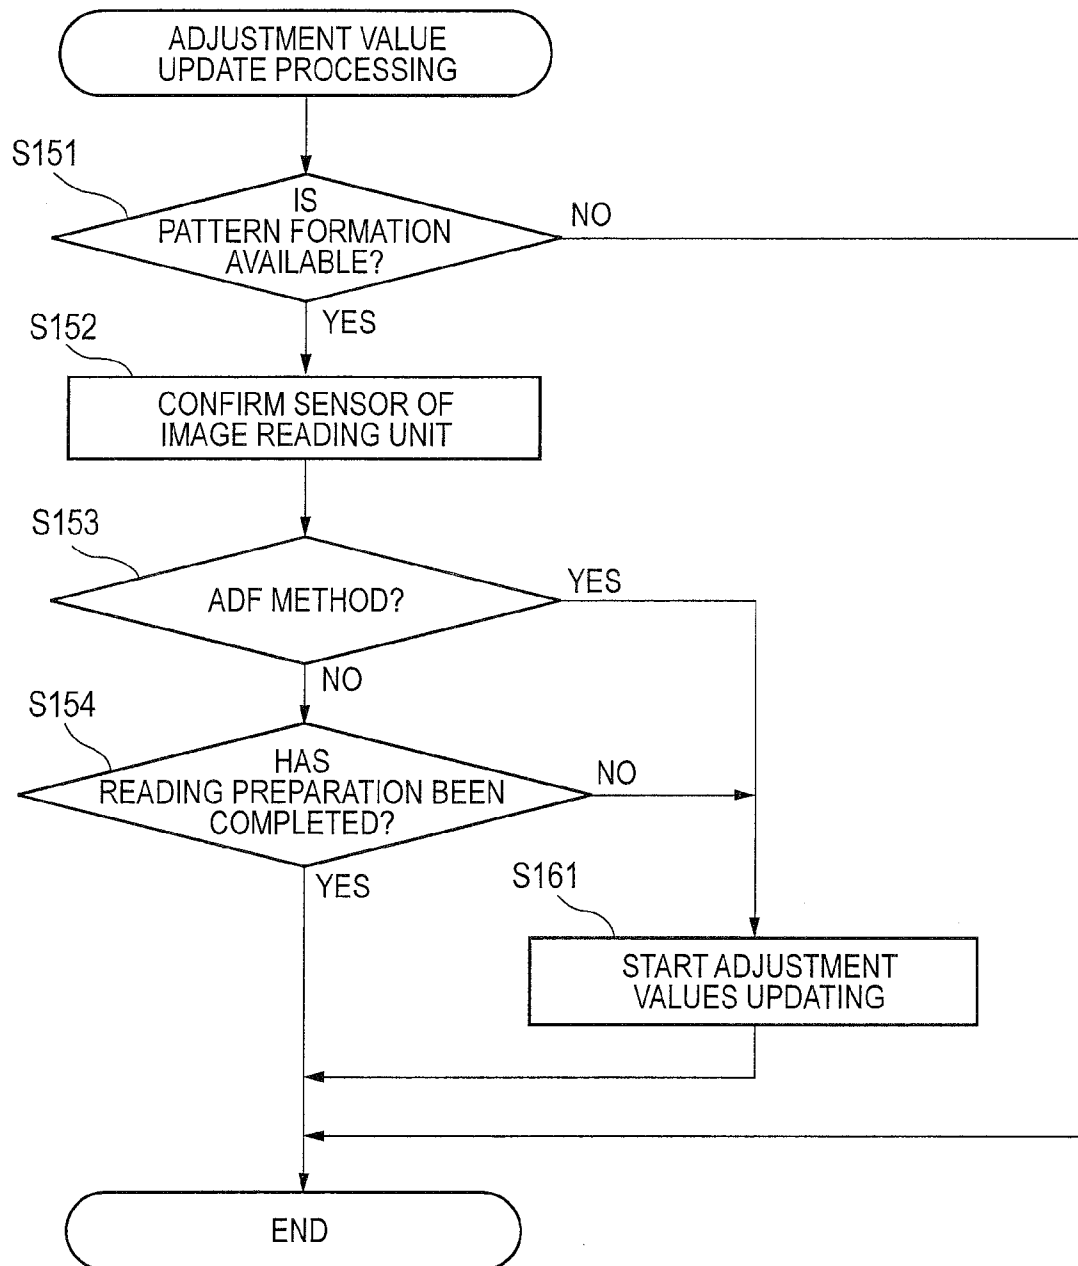 ADJUSTMENT VALUE
UPDATE PROCESSING
S151
IS
PATTERN FORMATION
AVAILABLE?
NO
YES
S152
CONFIRM SENSOR OF
IMAGE READING UNIT
S153
ADF METHOD?
YES
NO
S154
HAS
READING PREPARATION BEEN
COMPLETED?
NO
YES
S161
START ADJUSTMENT
VALUES UPDATING
END